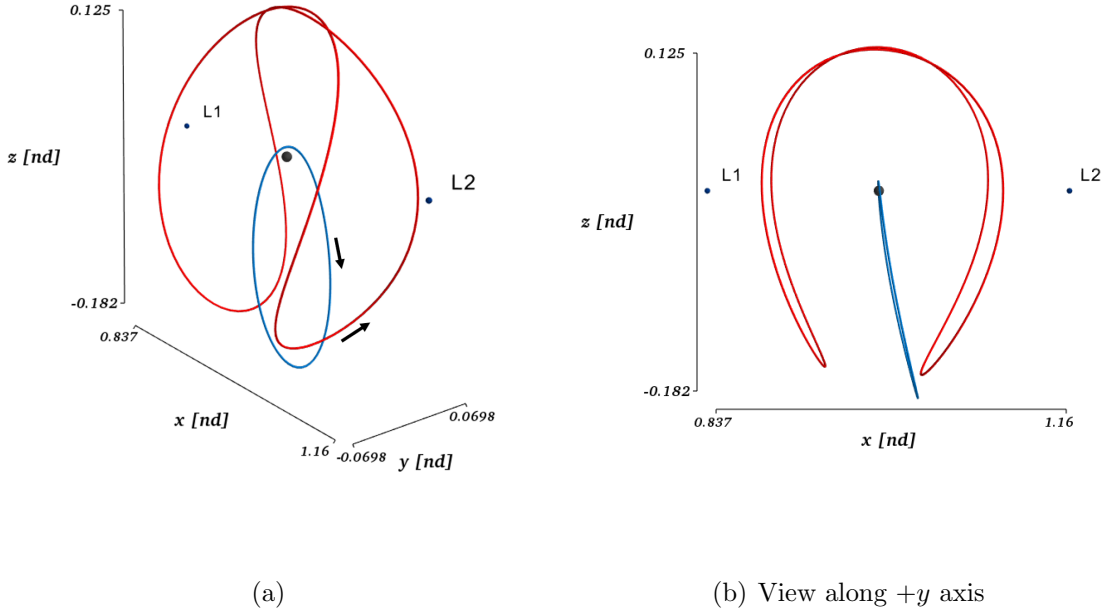 0.125
L1
z [nd]
L2
-0.182
0.837
x [nd]
1.16
-0.0698
y [nd]
0.0698
(a)
0.125
L1
L2
z [nd]
-0.182
0.837
x [nd]
1.16
(b) View along +y axis